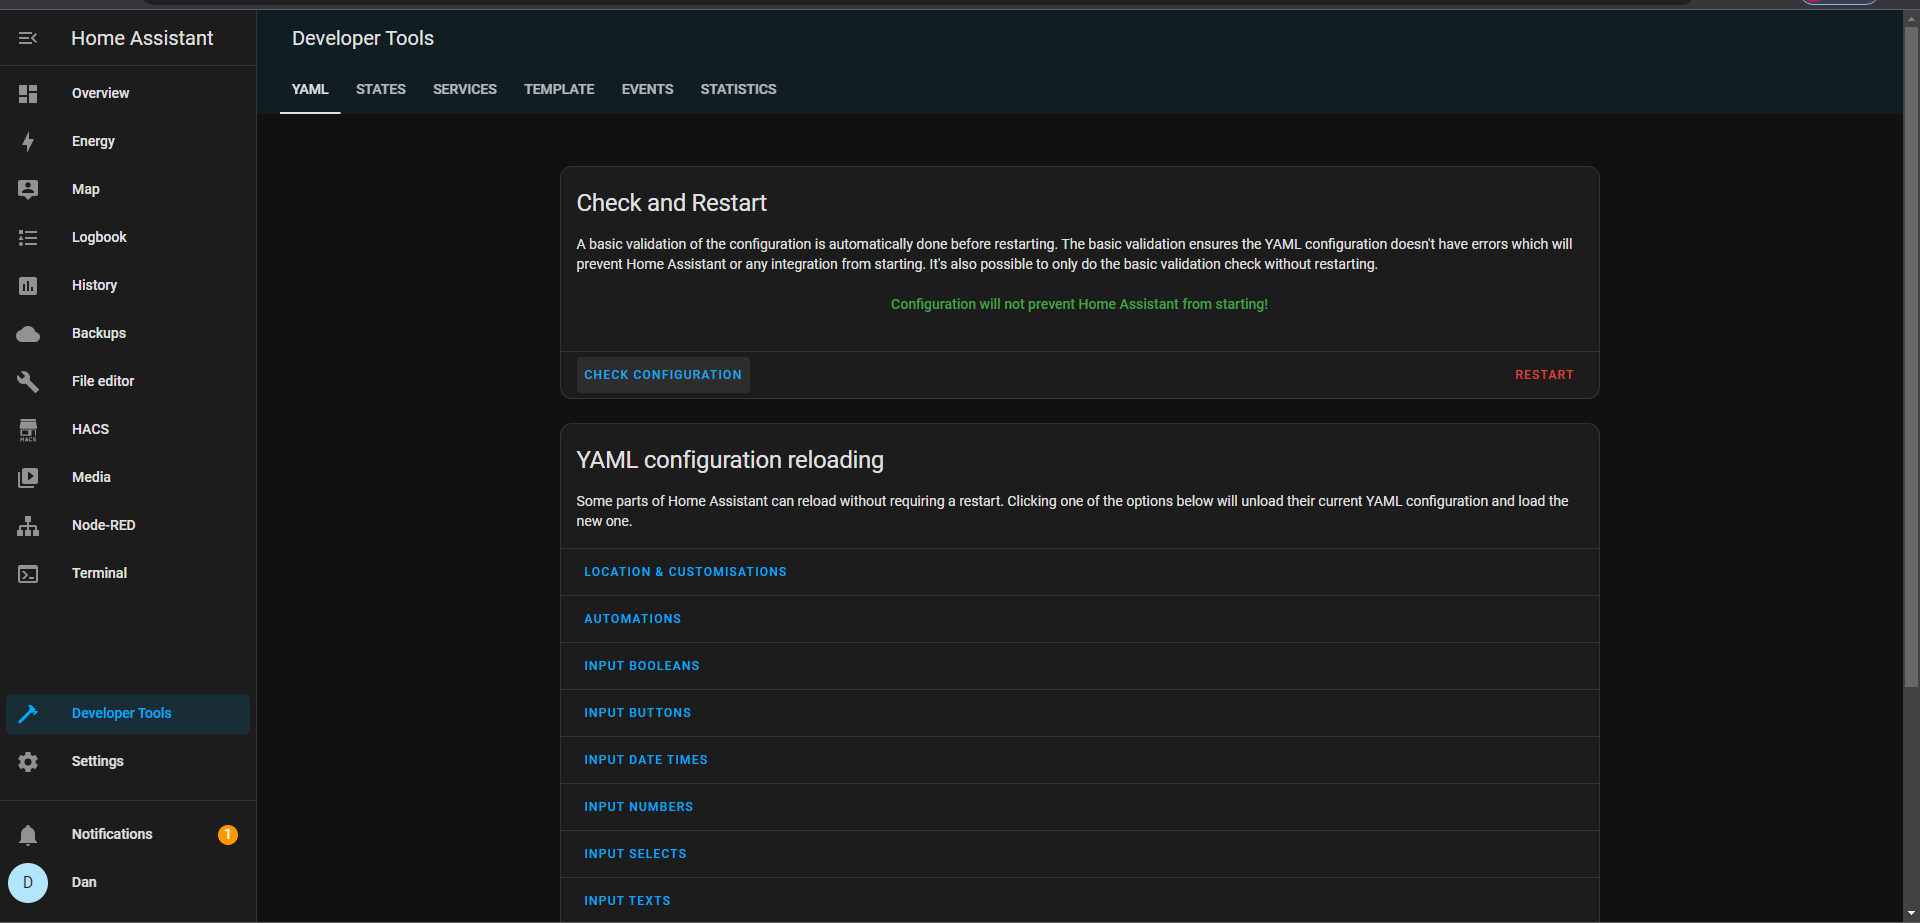 Home Assistant
Overview
Energy
Map
Logbook
History
Backups
File editor
HACS
HACS
Media
Node-RED
Terminal
Developer Tools
Settings
Notifications
1
D
Dan
Developer Tools
YAML STATES SERVICES TEMPLATE EVENTS STATISTICS
Check and Restart
A basic validation of the configuration is automatically done before restarting. The basic validation ensures the YAML configuration doesn't have errors which will
prevent Home Assistant or any integration from starting. It's also possible to only do the basic validation check without restarting.
Configuration will not prevent Home Assistant from starting!
CHECK CONFIGURATION
RESTART
YAML configuration reloading
Some parts of Home Assistant can reload without requiring a restart. Clicking one of the options below will unload their current YAML configuration and load the
new one.
LOCATION & CUSTOMISATIONS
AUTOMATIONS
INPUT BOOLEANS
INPUT BUTTONS
INPUT DATE TIMES
INPUT NUMBERS
INPUT SELECTS
INPUT TEXTS